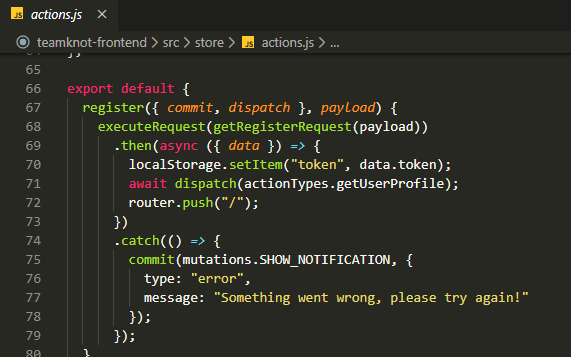 JS actions.js ×
teamknot-frontend > src > store > JS actions.js > ...
65
66 export default {
67 register({ commit, dispatch }, payload) {
68 executeRequest(getRegisterRequest(payload))
69 .then(async ({ data }) => {
70 localStorage.setItem("token", data.token);
71 await dispatch(actionTypes.getUserProfile);
72 router.push("/");
73 })
74 .catch(() => {
75 commit(mutations.SHOW_NOTIFICATION, {
76 type: "error",
77 message: "Something went wrong, please try again!"
78 });
79 });
80 }